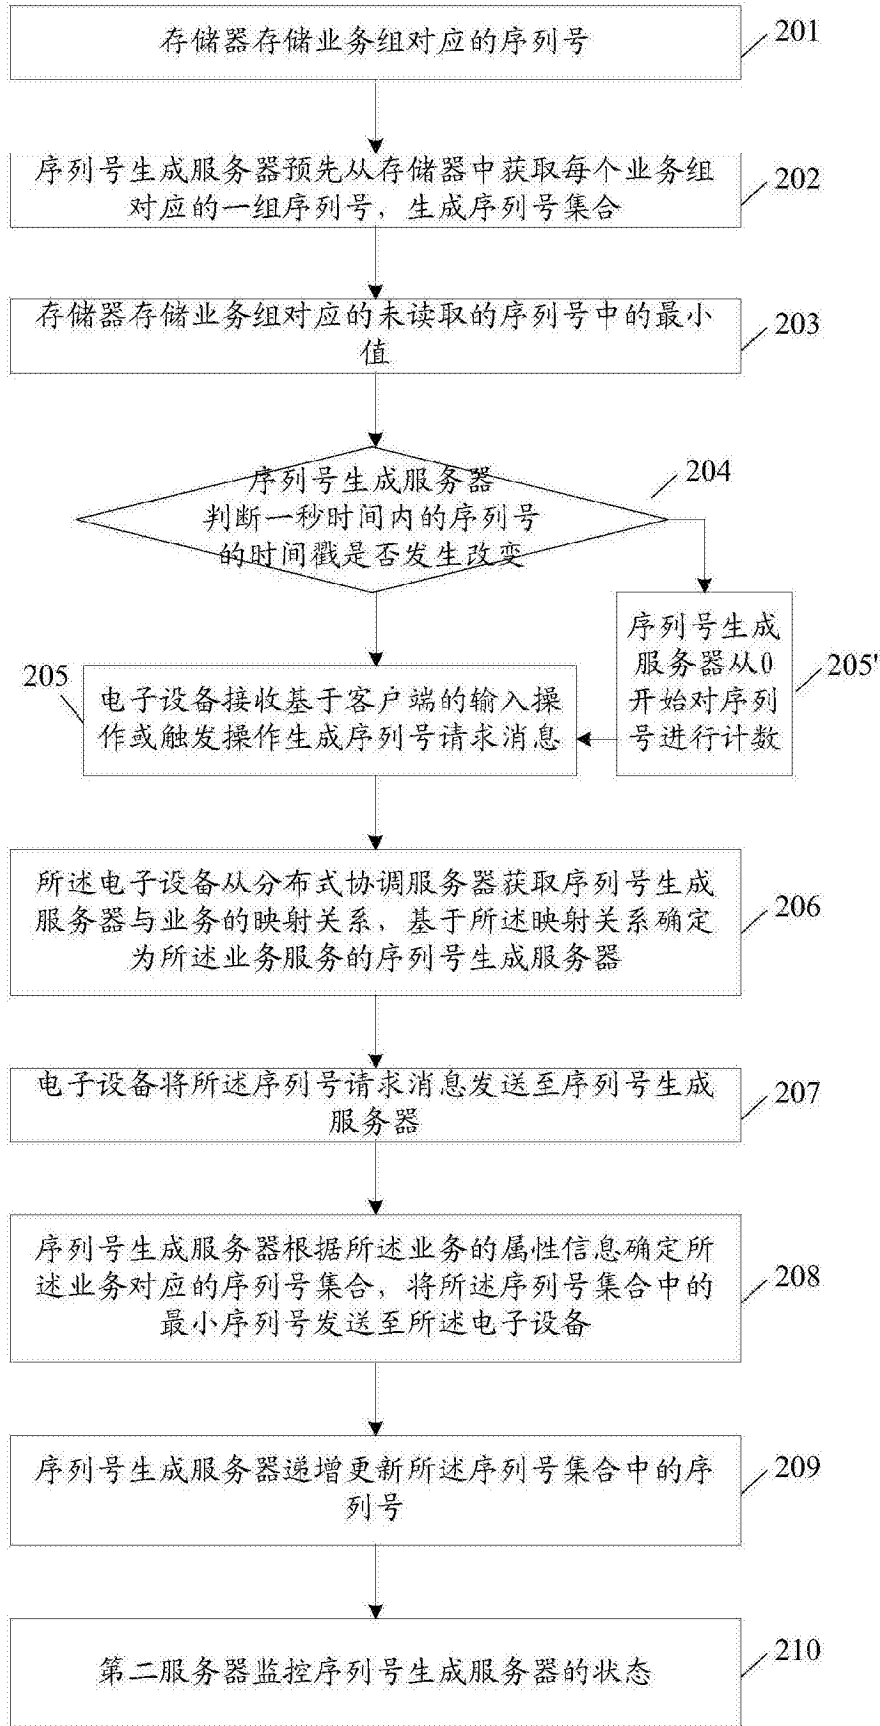 存储器存储业务组对应的序列号
201
序列号生成服务器预先从存储器中获取每个业务组
对应的一组序列号，生成序列号集合
202
存储器存储业务组对应的未读取的序列号中的最小
值
203
序列号生成服务器
判断一秒时间内的序列号
的时间戳是否发生改变
204
序列号生成
服务器从0
开始对序列
号进行计数
205'
205
电子设备接收基于客户端的输入操
作或触发操作生成序列号请求消息
所述电子设备从分布式协调服务器获取序列号生成
服务器与业务的映射关系，基于所述映射关系确定
为所述业务服务的序列号生成服务器
206
电子设备将所述序列号请求消息发送至序列号生成
服务器
207
序列号生成服务器根据所述业务的属性信息确定所
述业务对应的序列号集合，将所述序列号集合中的
最小序列号发送至所述电子设备
208
序列号生成服务器递增更新所述序列号集合中的序
列号
209
第二服务器监控序列号生成服务器的状态
210